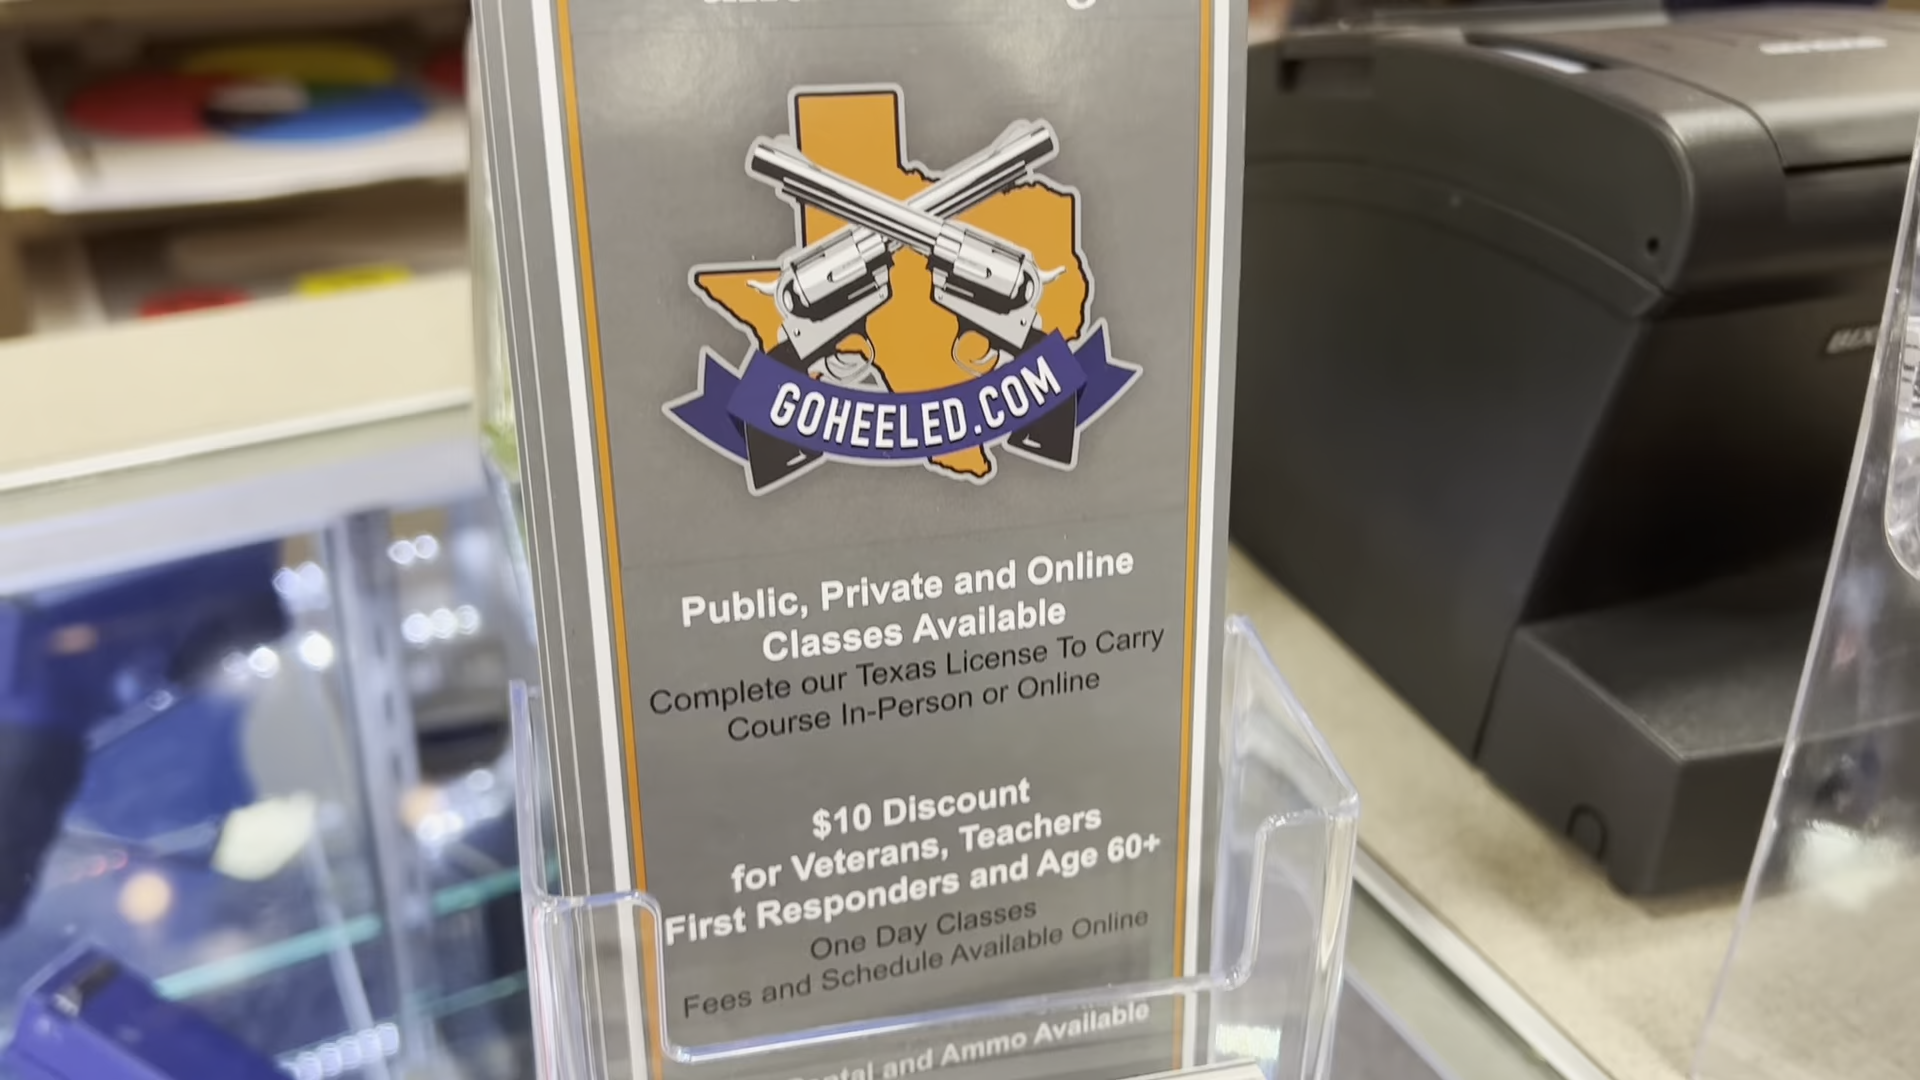 GOHEELED.COM
Public, Private and Online
Classes Available
Complete our Texas License To Carry
Course In-Person or Online
$10 Discount
for Veterans, Teachers
First Responders and Age 60+
One Day Classes
Fees and Schedule Available Online
and Ammo Available